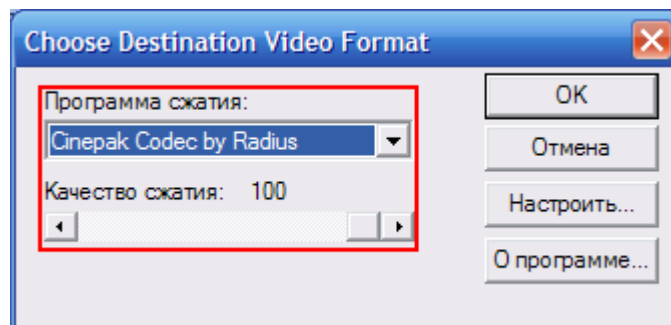 Choose Destination Video Format
Программа сжатия:
Cinepak Codec by Radius
Качество сжатия: 100
OK
Отмена
Настроить...
О программе...